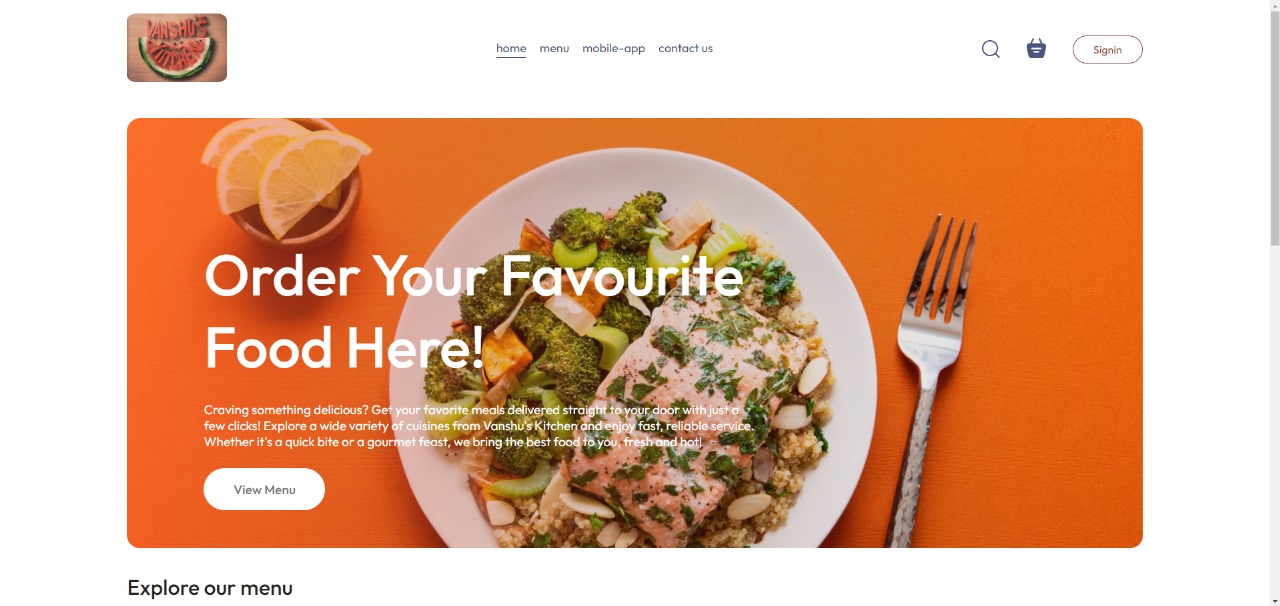 VANSHU'S
KITCHEN
home menu mobile-app contact us
Signin
Order Your Favourite
Food Here!
Craving something delicious? Get your favorite meals delivered straight to your door with just a
few clicks! Explore a wide variety of cuisines from Vanshu's Kitchen and enjoy fast, reliable service.
Whether it's a quick bite or a gourmet feast, we bring the best food to you, fresh and hot!
View Menu
Explore our menu